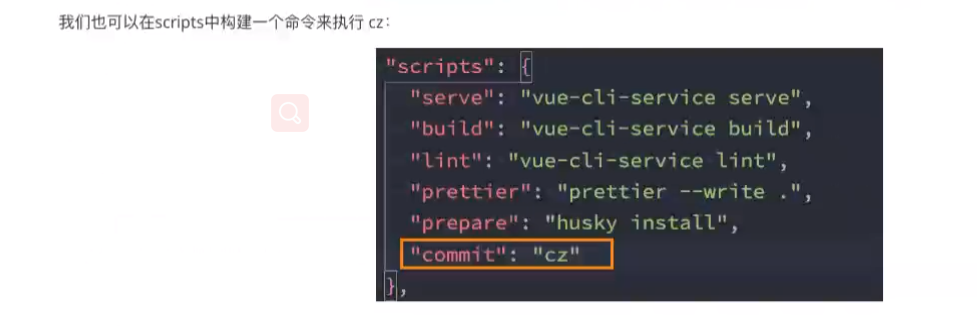 我们也可以在scripts中构建一个命令来执行 cz：
"scripts": {
"serve": "vue-cli-service serve",
"build": "vue-cli-service build",
"lint": "vue-cli-service lint",
"prettier": "prettier --write .",
"prepare": "husky install",
"commit": "cz"
},